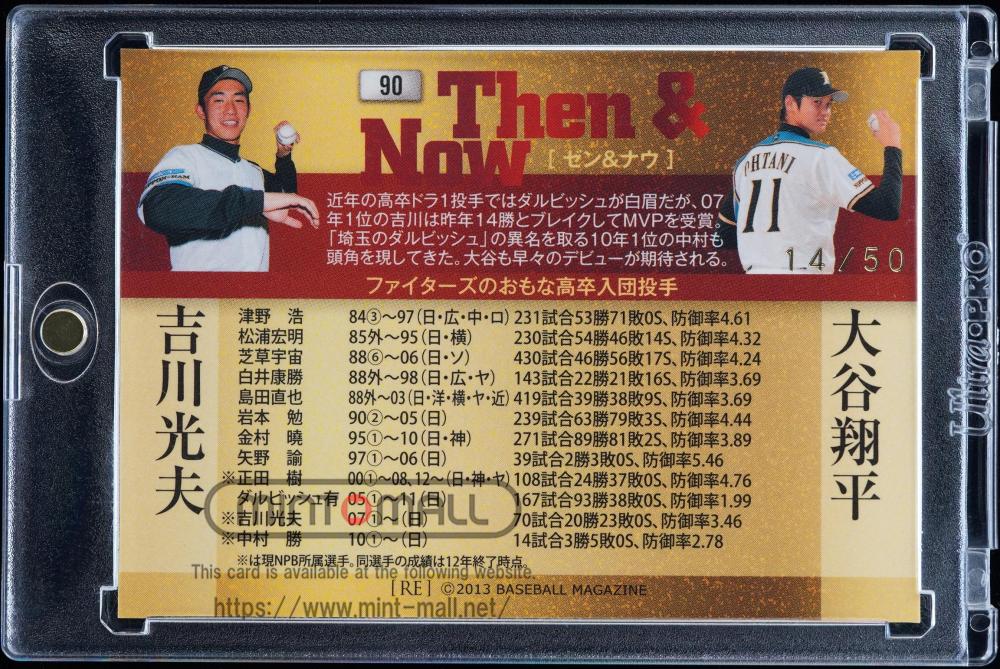 90
Then &
Now [ ゼン&ナウ ]
NIPPON-HAM
OHTANI
11
近年の高卒ドラ1投手ではダルビッシュが白眉だが、07
年1位の吉川は昨年14勝とブレイクしてMVPを受賞。
「埼玉のダルビッシュ」の異名を取る10年1位の中村も
頭角を現してきた。大谷も早々のデビューが期待される。
14/50
ファイターズのおもな高卒入団投手
吉川光夫
津野 浩 84③〜97(日・広・中・ロ) 231試合53勝71敗0S、防御率4.61
松浦宏明 85外〜95(日・横) 230試合54勝46敗14S、防御率4.32
芝草宇宙 88⑥〜06(日・ソ) 430試合46勝56敗17S、防御率4.24
白井康勝 88外〜98(日・広・ヤ) 143試合22勝21敗16S、防御率3.69
島田直也 88外〜03(日・洋・横・ヤ・近) 419試合39勝38敗9S、防御率3.69
岩本 勉 90②〜05(日) 239試合63勝79敗3S、防御率4.44
金村 曉 95①〜10(日・神) 271試合89勝81敗2S、防御率3.89
矢野 諭 97①〜06(日) 39試合2勝3敗0S、防御率5.46
※正田 樹 00①〜08、12〜(日・神・ヤ) 108試合24勝37敗0S、防御率4.76
ダルビッシュ有 05①〜11(日) 167試合93勝38敗0S、防御率1.99
※吉川光夫 07①〜(日) 70試合20勝23敗0S、防御率3.46
※中村 勝 10①〜(日) 14試合3勝5敗0S、防御率2.78
※は現NPB所属選手。同選手の成績は12年終了時点。
大谷翔平
[RE] ©2013 BASEBALL MAGAZINE
MINT MALL
This card is available at the following website.
https://www.mint-mall.net/
Ultra•PRO®